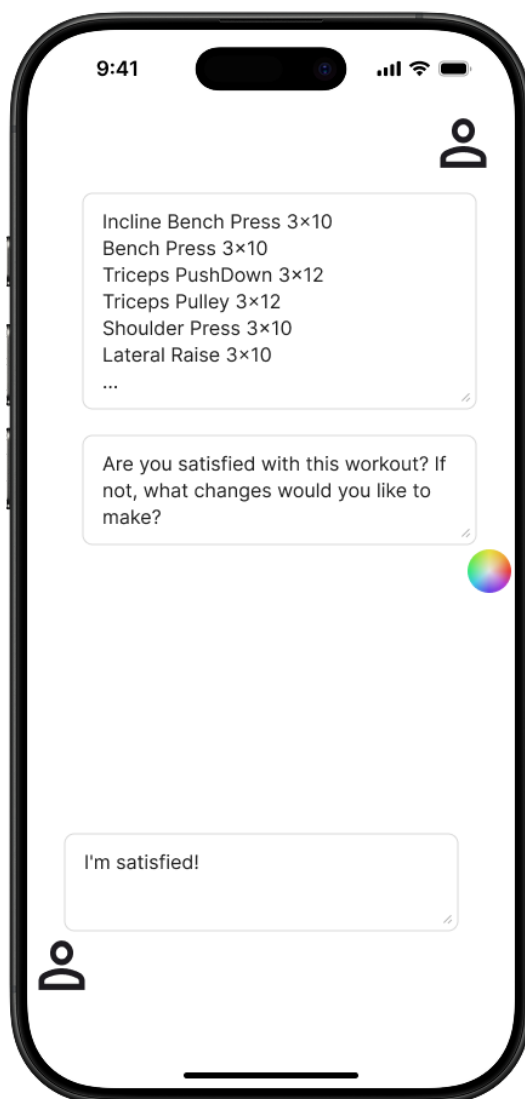 9:41
Incline Bench Press 3×10
Bench Press 3×10
Triceps PushDown 3×12
Triceps Pulley 3×12
Shoulder Press 3×10
Lateral Raise 3×10
...
Are you satisfied with this workout? If
not, what changes would you like to
make?
I'm satisfied!